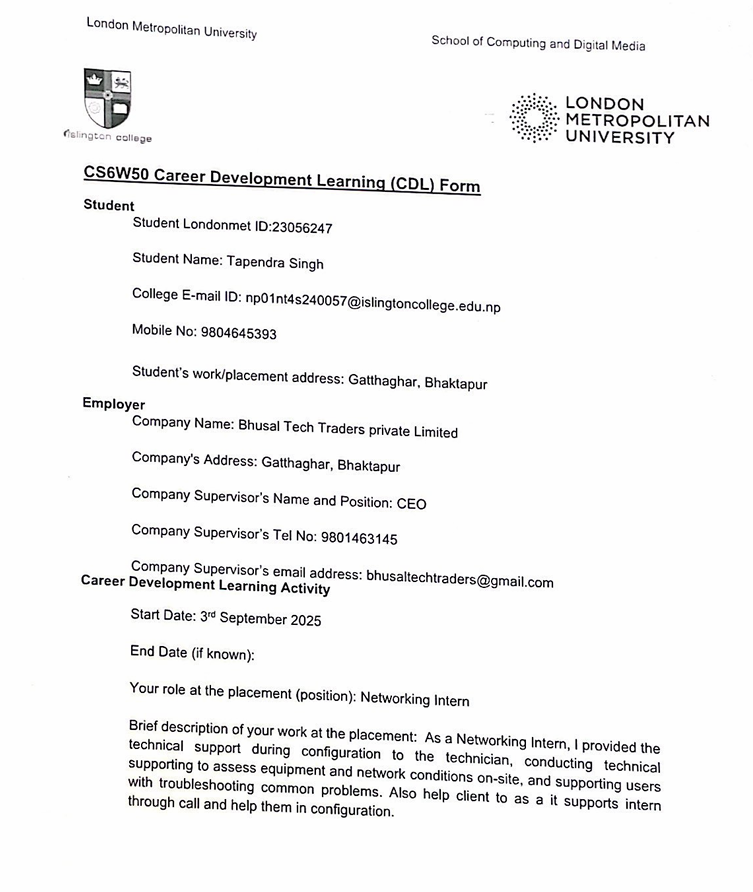 London Metropolitan University
School of Computing and Digital Media
islington college
LONDON
METROPOLITAN
UNIVERSITY
CS6W50 Career Development Learning (CDL) Form
Student
Student Londonmet ID:23056247
Student Name: Tapendra Singh
College E-mail ID: np01nt4s240057@islingtoncollege.edu.np
Mobile No: 9804645393
Student's work/placement address: Gatthaghar, Bhaktapur
Employer
Company Name: Bhusal Tech Traders private Limited
Company's Address: Gatthaghar, Bhaktapur
Company Supervisor's Name and Position: CEO
Company Supervisor's Tel No: 9801463145
Company Supervisor's email address: bhusaltechtraders@gmail.com
Career Development Learning Activity
Start Date: 3rd September 2025
End Date (if known):
Your role at the placement (position): Networking Intern
Brief description of your work at the placement: As a Networking Intern, I provided the
technical support during configuration to the technician, conducting technical
supporting to assess equipment and network conditions on-site, and supporting users
with troubleshooting common problems. Also help client to as a it supports intern
through call and help them in configuration.